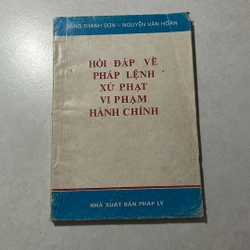 ĐẶNG THANH SƠN - NGUYỄN VĂN HOÀN
HỎI ĐÁP VỀ
PHÁP LỆNH
XỬ PHẠT
VI PHẠM
HÀNH CHÍNH
NHÀ XUẤT BẢN PHÁP LÝ